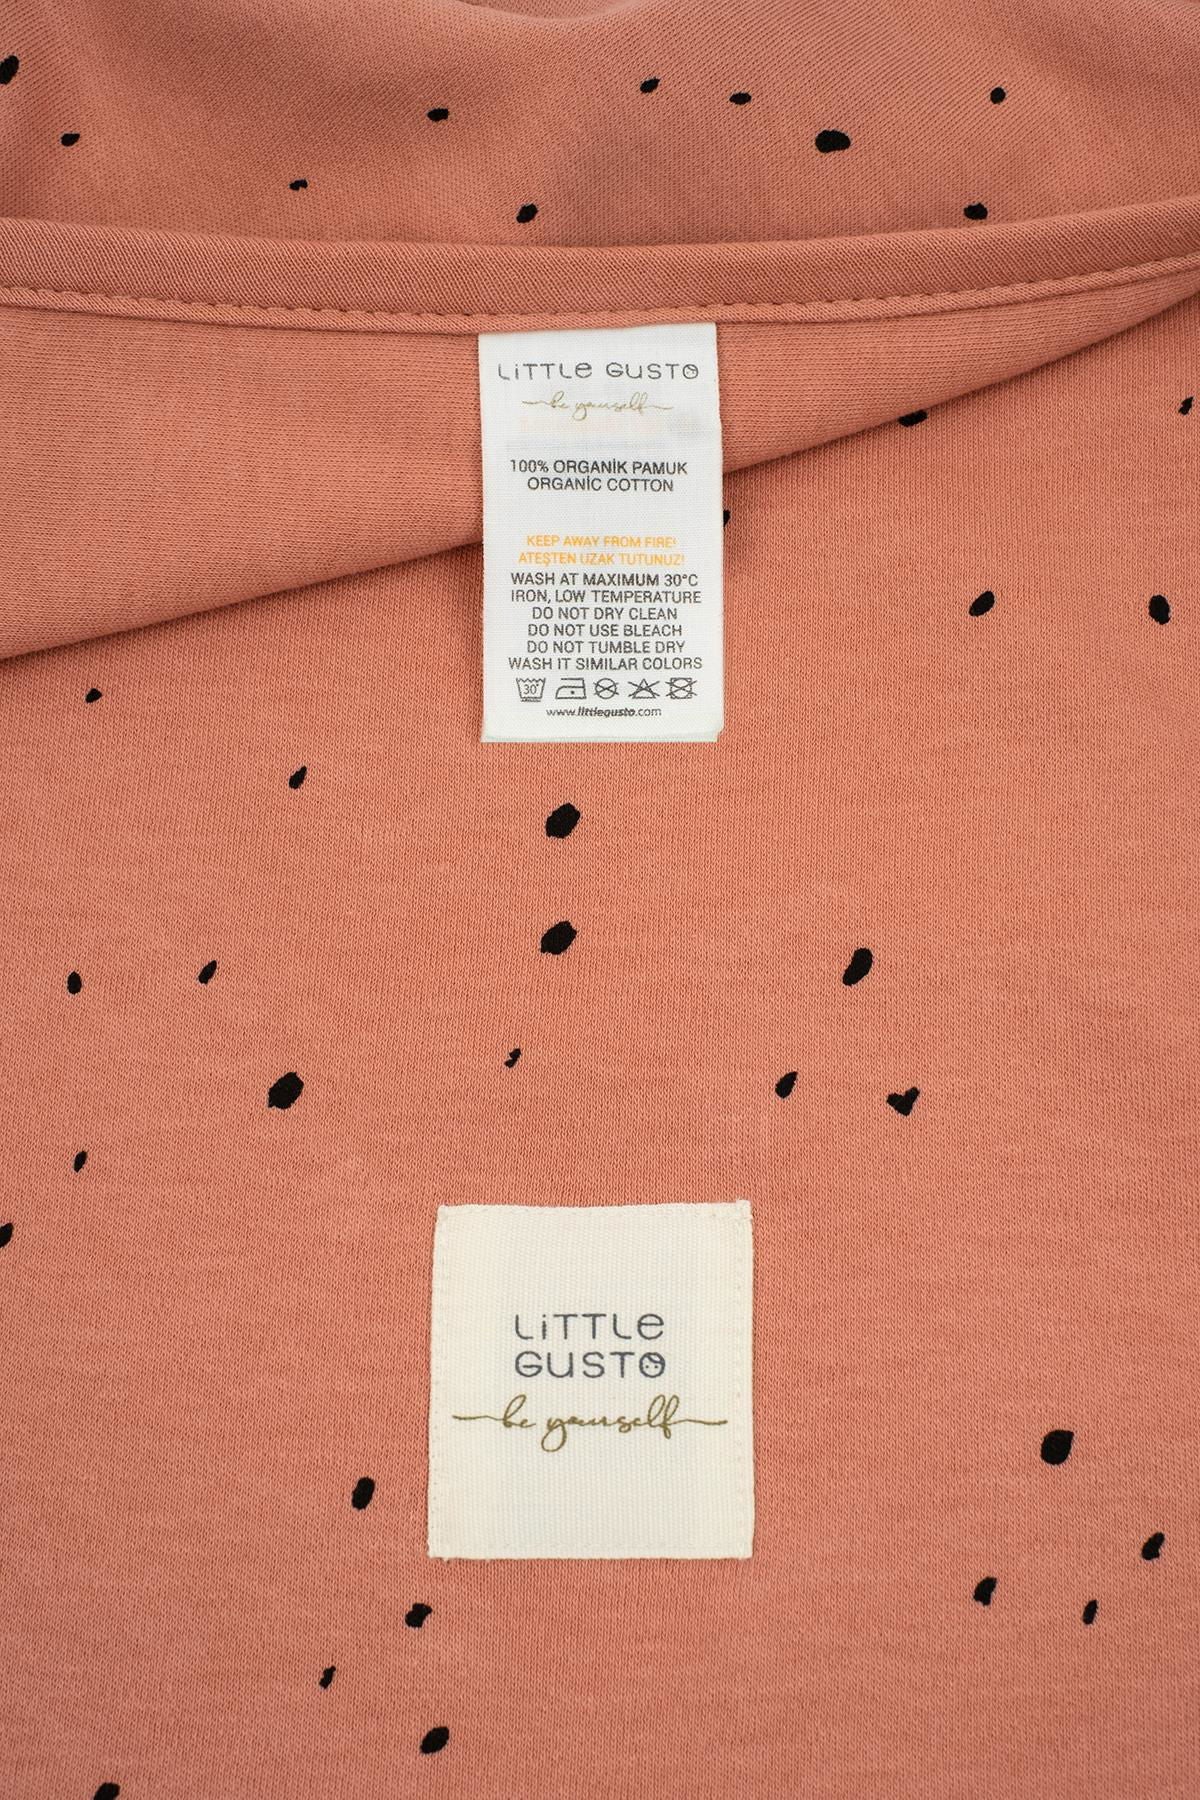 LiTTLe GUSTO
be yourself
100% ORGANİK PAMUK
ORGANİC COTTON
KEEP AWAY FROM FIRE!
ATEŞTEN UZAK TUTUNUZ!
WASH AT MAXIMUM 30°C
IRON, LOW TEMPERATURE
DO NOT DRY CLEAN
DO NOT USE BLEACH
DO NOT TUMBLE DRY
WASH IT SIMILAR COLORS
30°
www.littlegusto.com
LiTTLe
GUSTO
be yourself